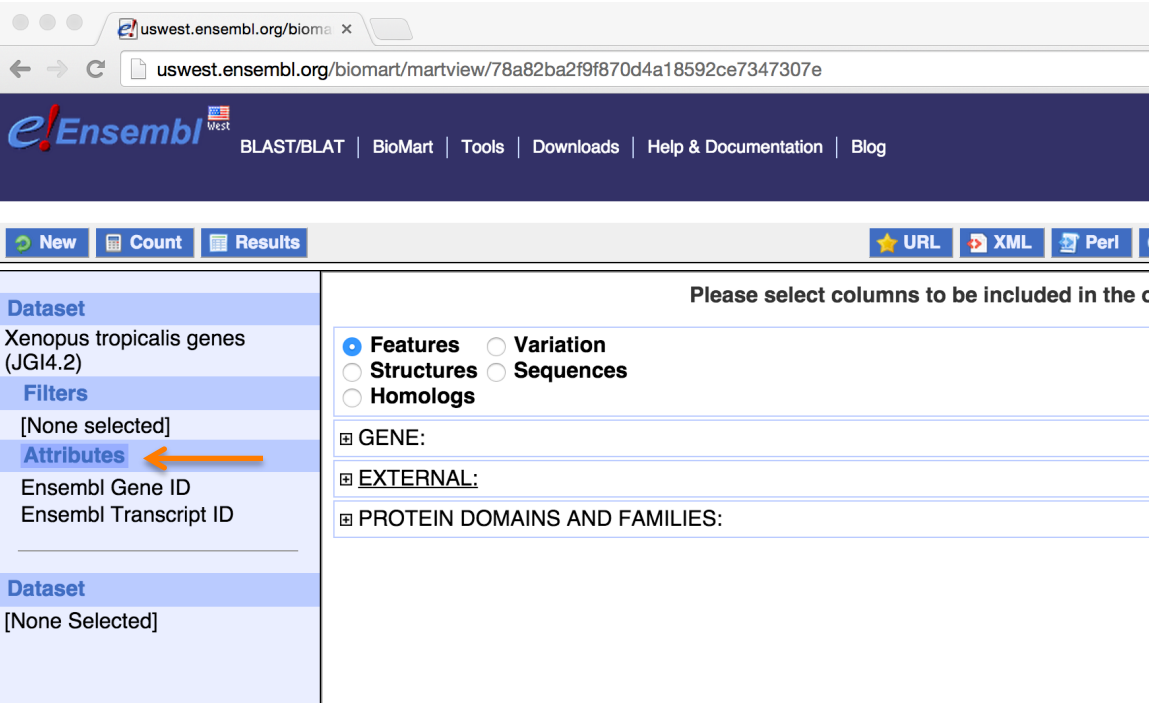 uswest.ensembl.org/bioma
uswest.ensembl.org/biomart/martview/78a82ba2f9f870d4a18592ce7347307e
e!Ensembl West
BLAST/BLAT | BioMart | Tools | Downloads | Help & Documentation | Blog
New Count Results URL XML Perl
Please select columns to be included in the
Dataset
Xenopus tropicalis genes
(JGI4.2)
Filters
[None selected]
Attributes
Ensembl Gene ID
Ensembl Transcript ID
Dataset
[None Selected]
Features Variation
Structures Sequences
Homologs
GENE:
EXTERNAL:
PROTEIN DOMAINS AND FAMILIES: